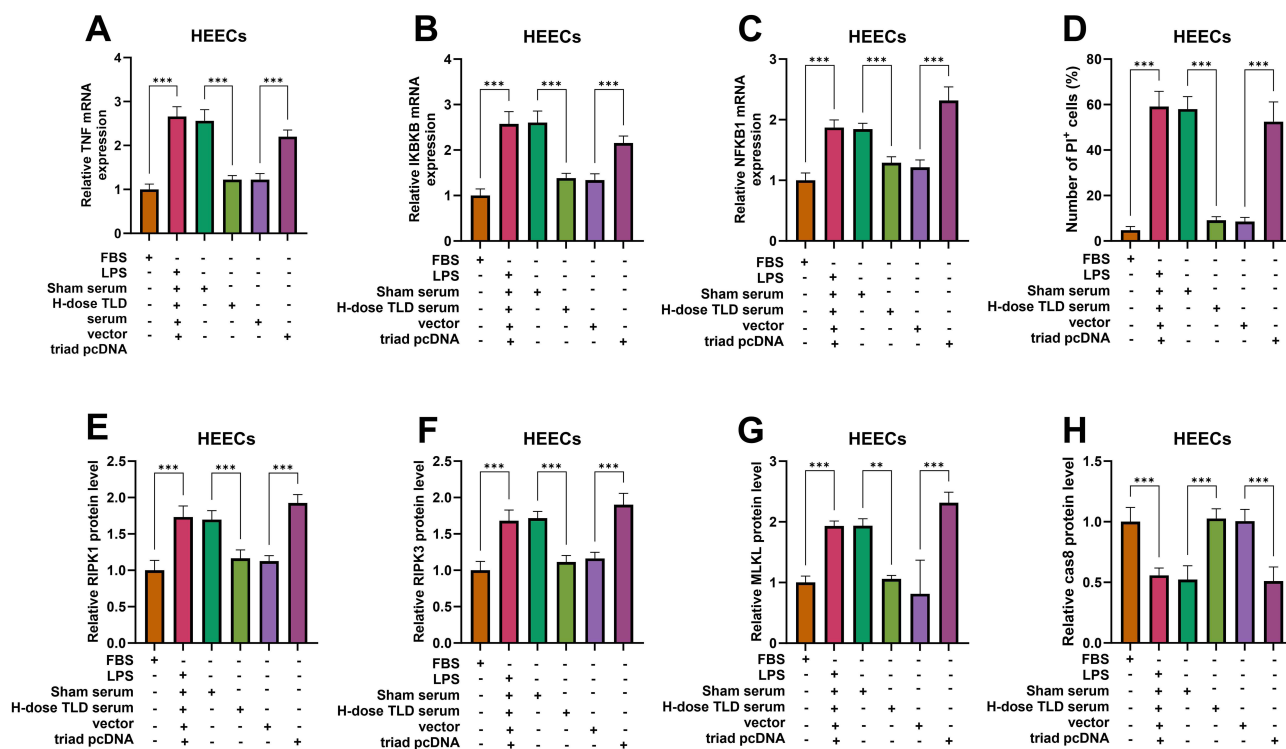 A
HEECs
Relative TNF mRNA
expression
4
3
2
1
0
*** *** ***
FBS + - - - - -
LPS - + - - - -
Sham serum - + + - - -
H-dose TLD - + - + - -
serum - + - - + -
vector - + - - - +
triad pcDNA
B
HEECs
Relative IKBKB mRNA
expression
4
3
2
1
0
*** *** ***
FBS + - - - - -
LPS - + - - - -
Sham serum - + + - - -
H-dose TLD serum - + - + - -
vector - + - - + -
triad pcDNA - + - - - +
C
HEECs
Relative NFKB1 mRNA
expression
3
2
1
0
*** *** ***
FBS + - - - - -
LPS - + - - - -
Sham serum - + + - - -
H-dose TLD serum - + - + - -
vector - + - - + -
triad pcDNA - + - - - +
D
HEECs
Number of PI+ cells (%)
80
60
40
20
0
*** *** ***
FBS + - - - - -
LPS - + - - - -
Sham serum - + + - - -
H-dose TLD serum - + - + - -
vector - + - - + -
triad pcDNA - + - - - +
E
HEECs
Relative RIPK1 protein level
2.5
2.0
1.5
1.0
0.5
0.0
*** *** ***
FBS + - - - - -
LPS - + - - - -
Sham serum - + + - - -
H-dose TLD serum - + - + - -
vector - + - - + -
triad pcDNA - + - - - +
F
HEECs
Relative RIPK3 protein level
2.5
2.0
1.5
1.0
0.5
0.0
*** *** ***
FBS + - - - - -
LPS - + - - - -
Sham serum - + + - - -
H-dose TLD serum - + - + - -
vector - + - - + -
triad pcDNA - + - - - +
G
HEECs
Relative MLKL protein level
3
2
1
0
*** ** ***
FBS + - - - - -
LPS - + - - - -
Sham serum - + + - - -
H-dose TLD serum - + - + - -
vector - + - - + -
triad pcDNA - + - - - +
H
HEECs
Relative cas8 protein level
1.5
1.0
0.5
0.0
*** *** ***
FBS + - - - - -
LPS - + - - - -
Sham serum - + + - - -
H-dose TLD serum - + - + - -
vector - + - - + -
triad pcDNA - + - - - +